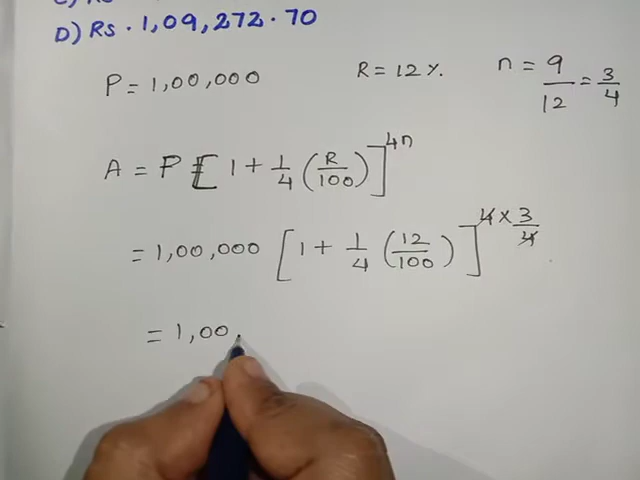 D) Rs. 1,09,272.70
P = 1,00,000 R = 12 %. n = 9/12 = 3/4
A = P [ 1 + 1/4 ( R/100 ) ]^4n
= 1,00,000 [ 1 + 1/4 ( 12/100 ) ]^4 × 3/4
= 1,00,